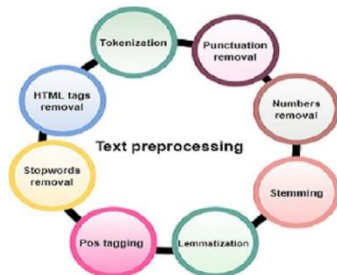 Tokenization
Punctuation
removal
HTML tags
removal
Numbers
removal
Text preprocessing
Stopwords
removal
Stemming
Pos tagging
Lemmatization